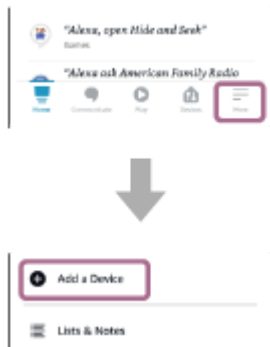 "Alexa, open Hide and Seek"
Games
"Alexa ask American Family Radio
Home
Communicate
Play
Devices
More
Add a Device
Lists & Notes